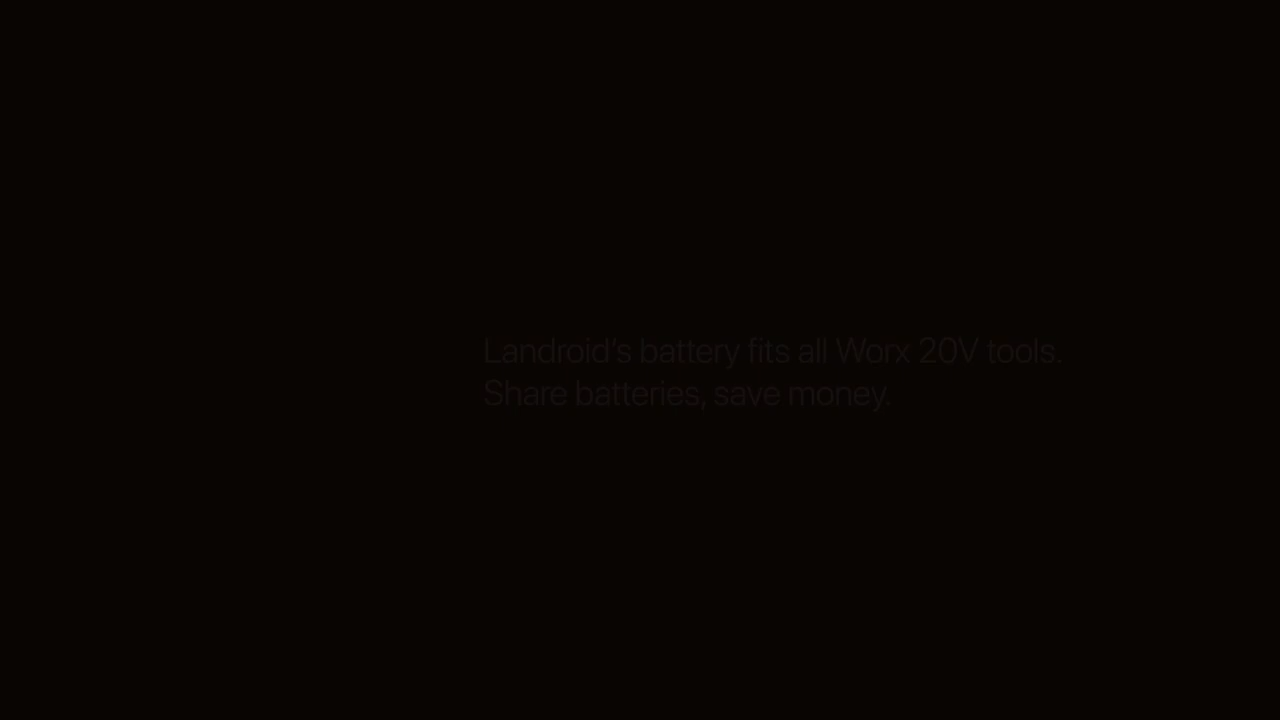 Landroid’s battery fits all Worx 20V tools.
Share batteries, save money.